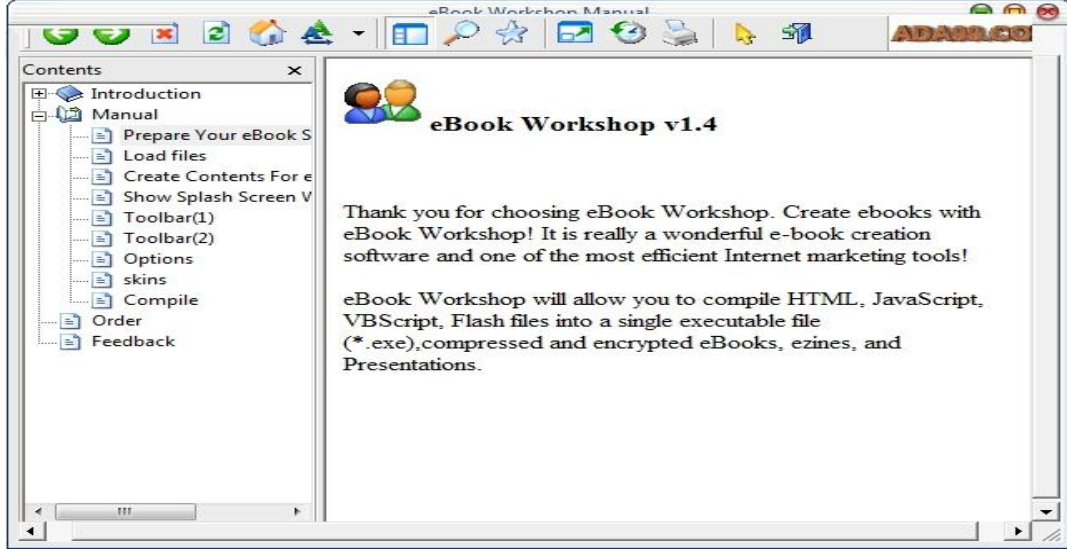 eBook Workshop Manual
ADA99.CO
Contents
Introduction
Manual
Prepare Your eBook S
Load files
Create Contents For e
Show Splash Screen W
Toolbar(1)
Toolbar(2)
Options
skins
Compile
Order
Feedback
eBook Workshop v1.4
Thank you for choosing eBook Workshop. Create ebooks with
eBook Workshop! It is really a wonderful e-book creation
software and one of the most efficient Internet marketing tools!
eBook Workshop will allow you to compile HTML, JavaScript,
VBScript, Flash files into a single executable file
(*.exe),compressed and encrypted eBooks, ezines, and
Presentations.